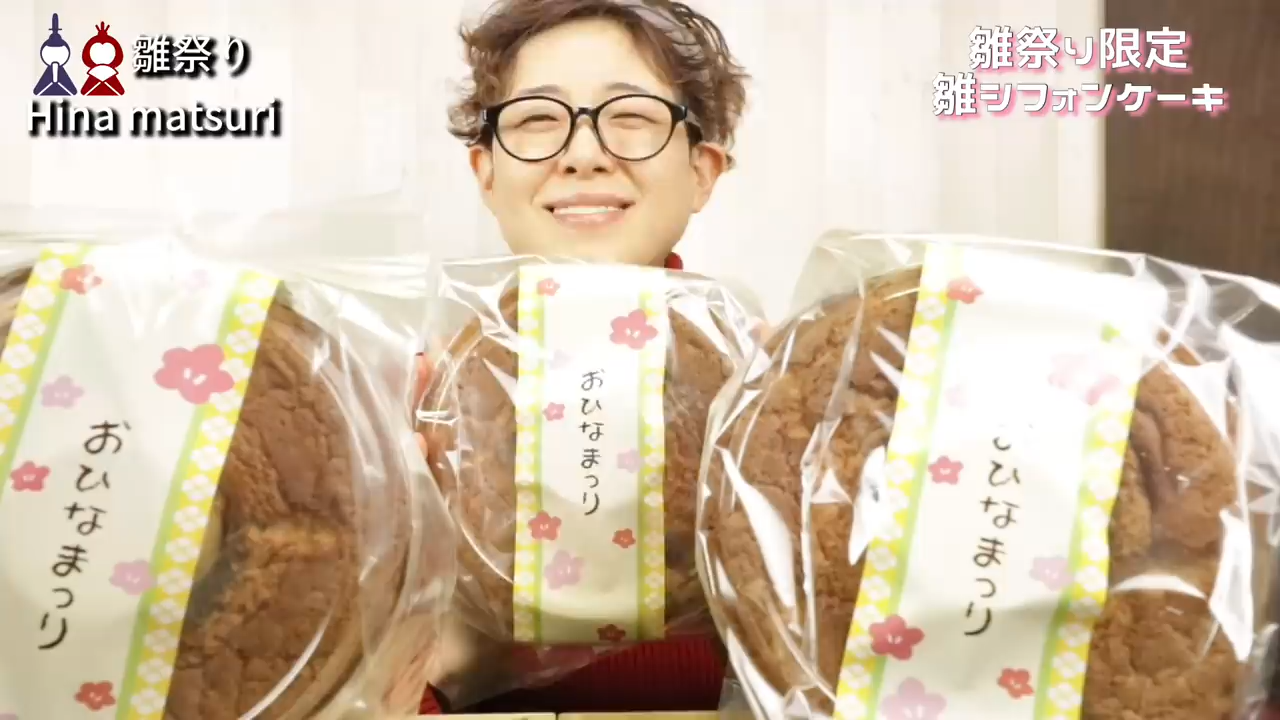 雛祭り
Hina matsuri
雛祭り限定
雛シフォンケーキ
おひなまつり
おひなまつり
おひなまつり